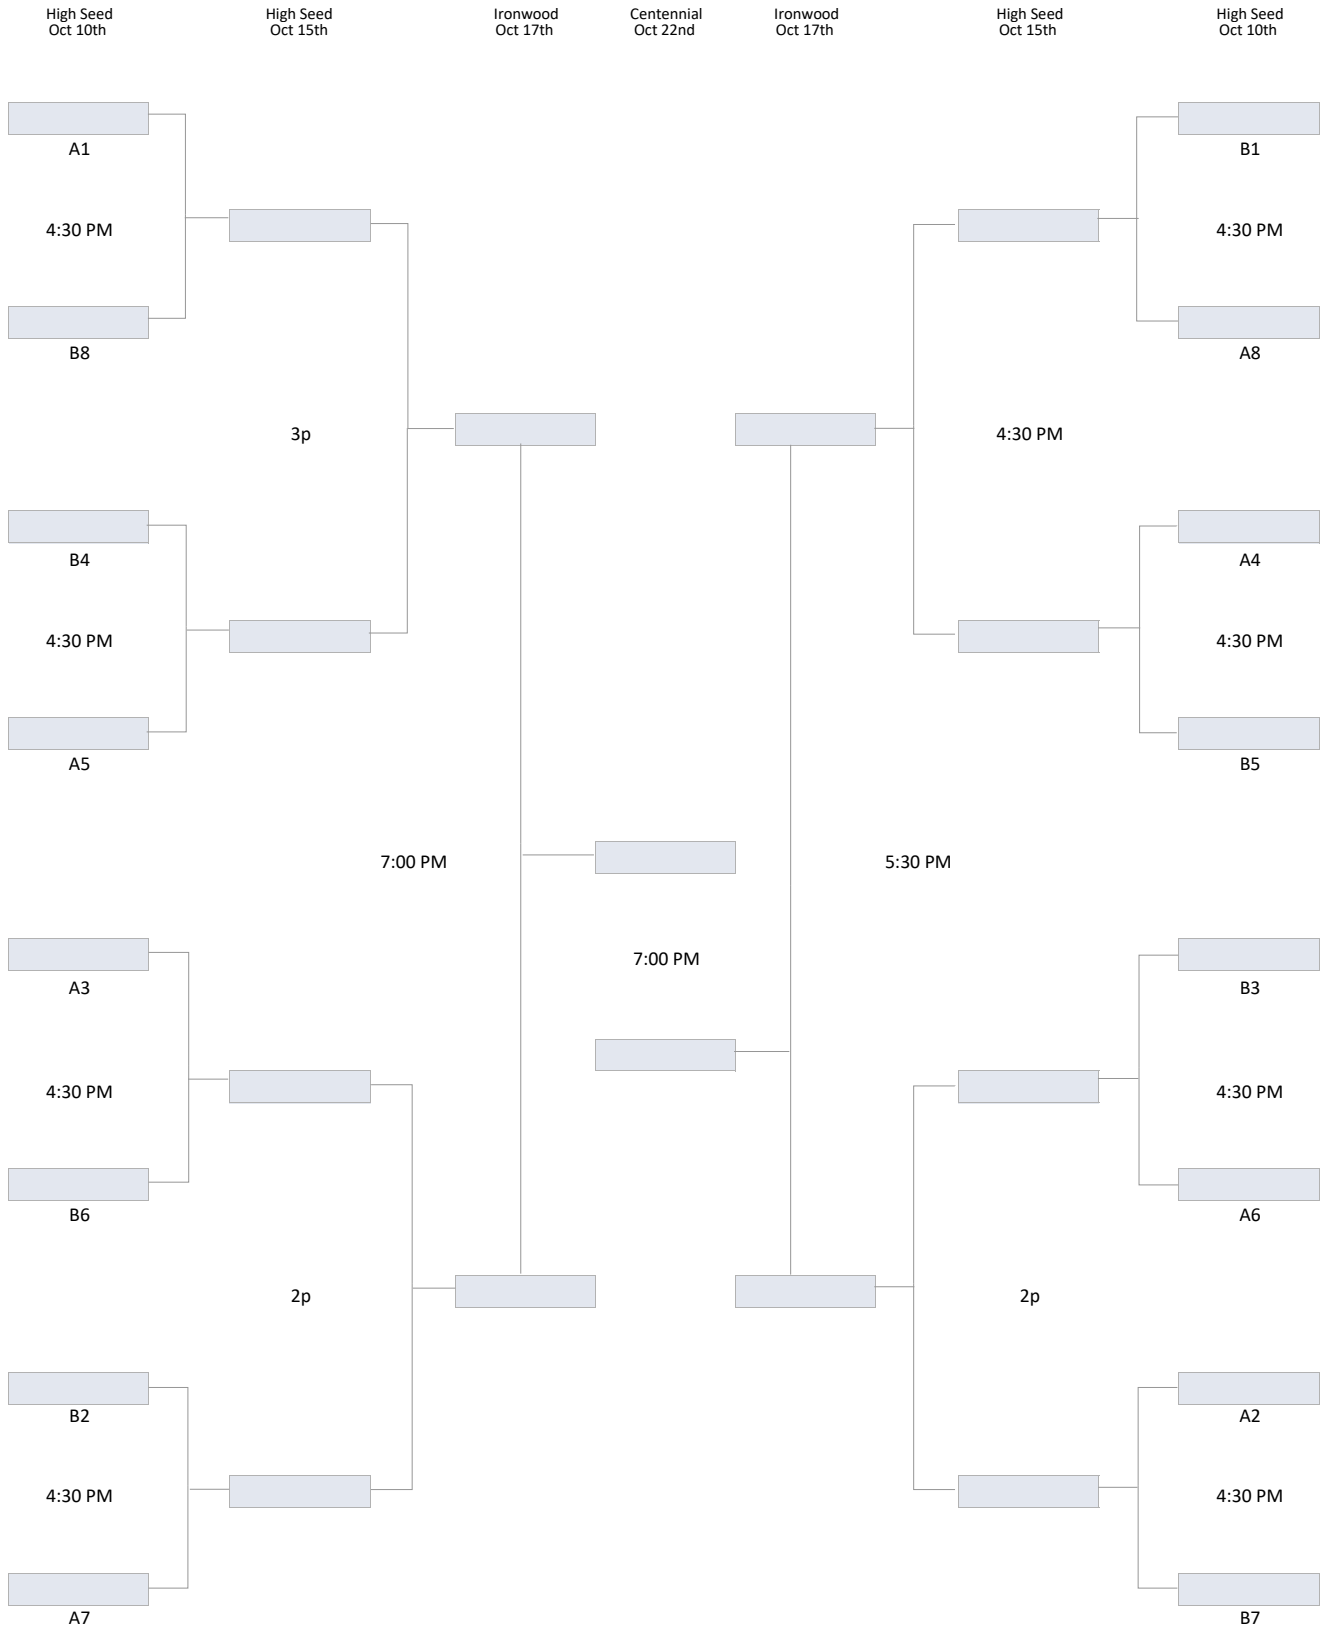 High Seed
Oct 10th
High Seed
Oct 15th
Ironwood
Oct 17th
Centennial
Oct 22nd
Ironwood
Oct 17th
High Seed
Oct 15th
High Seed
Oct 10th
A1
B1
4:30 PM
4:30 PM
B8
A8
3p
4:30 PM
B4
A4
4:30 PM
4:30 PM
A5
B5
7:00 PM
5:30 PM
7:00 PM
A3
B3
4:30 PM
4:30 PM
B6
A6
2p
2p
B2
A2
4:30 PM
4:30 PM
A7
B7